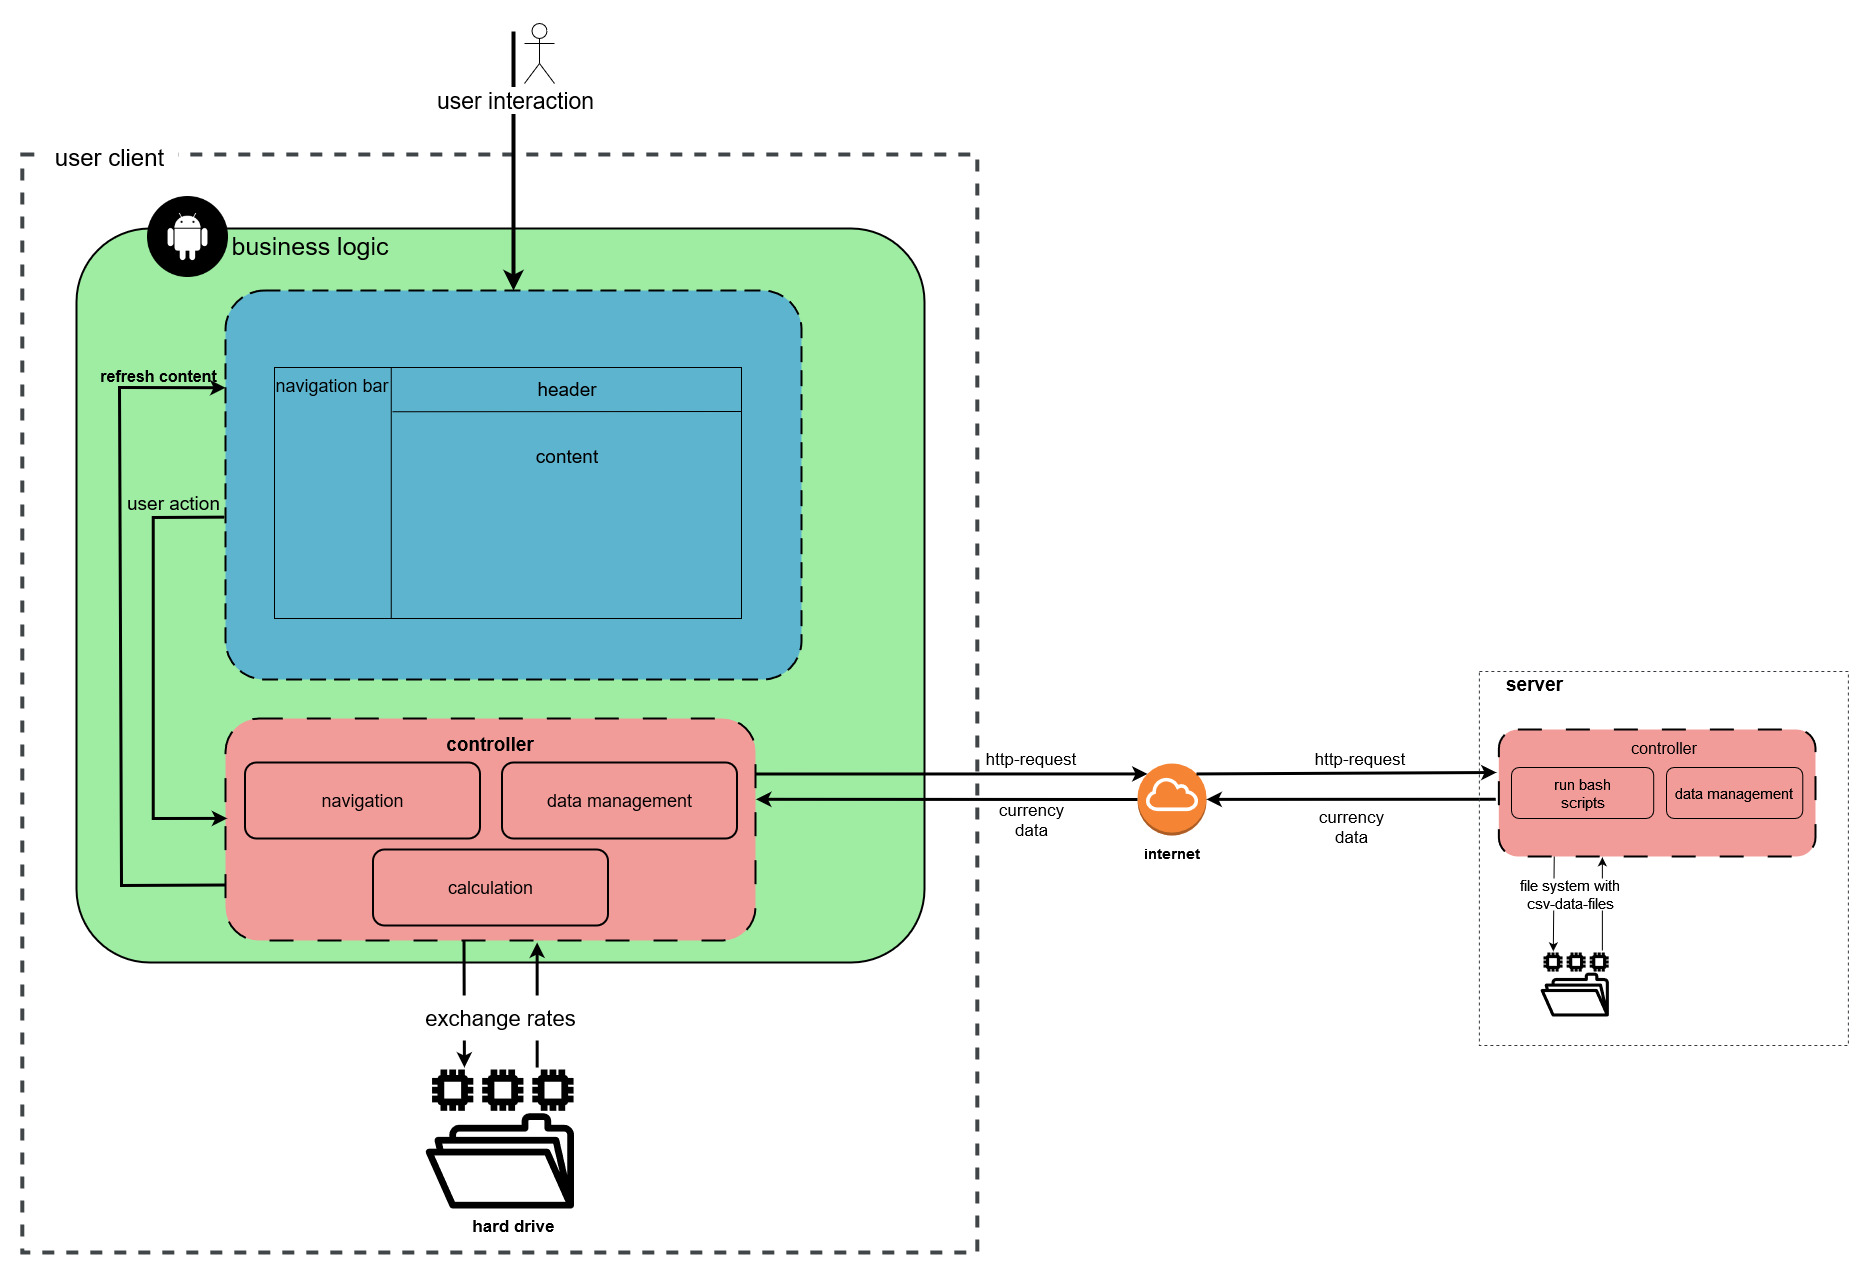 user interaction
user client
business logic
refresh content
navigation bar
header
content
user action
controller
navigation
data management
calculation
exchange rates
hard drive
http-request
currency
data
internet
http-request
currency
data
server
controller
run bash
scripts
data management
file system with
csv-data-files